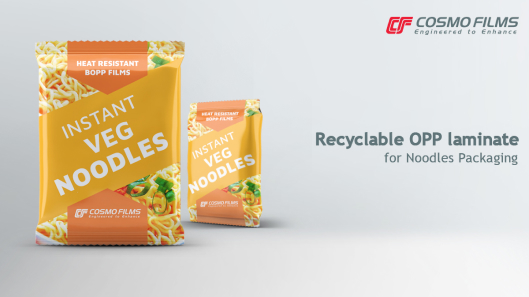 COSMO FILMS
Engineered to Enhance
HEAT RESISTANT
BOPP FILMS
INSTANT
VEG
NOODLES
COSMO FILMS
Engineered to Enhance
HEAT RESISTANT
BOPP FILMS
INSTANT
VEG
NOODLES
COSMO FILMS
Recyclable OPP laminate
for Noodles Packaging